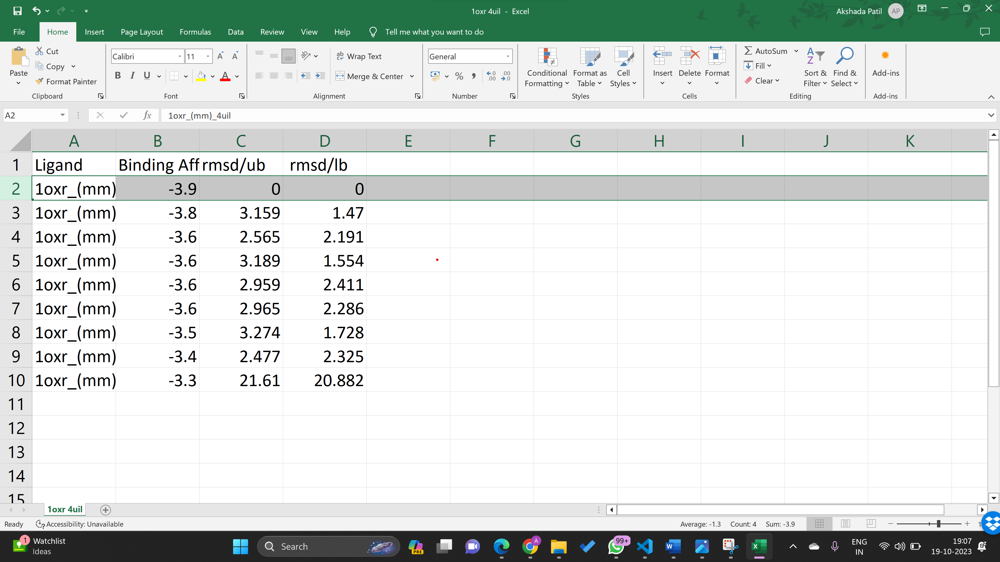 1oxr 4uil - Excel
Akshada Patil AP
File Home Insert Page Layout Formulas Data Review View Help Tell me what you want to do
Paste
Cut
Copy
Format Painter
Clipboard
Calibri 11
B I U A
Font
ab Wrap Text
Merge & Center
Alignment
General
% , .00 .0
Number
Conditional Formatting
Format as Table
Cell Styles
Styles
Insert Delete Format
Cells
AutoSum
Fill
Clear
Sort & Filter
Find & Select
Editing
Add-ins
Add-ins
A2 fx 1oxr_(mm)_4uil
A B C D E F G H I J K
1 Ligand Binding Aff rmsd/ub rmsd/lb
2 1oxr_(mm) -3.9 0 0
3 1oxr_(mm) -3.8 3.159 1.47
4 1oxr_(mm) -3.6 2.565 2.191
5 1oxr_(mm) -3.6 3.189 1.554
6 1oxr_(mm) -3.6 2.959 2.411
7 1oxr_(mm) -3.6 2.965 2.286
8 1oxr_(mm) -3.5 3.274 1.728
9 1oxr_(mm) -3.4 2.477 2.325
10 1oxr_(mm) -3.3 21.61 20.882
11
12
13
14
15
1oxr 4uil
Ready Accessibility: Unavailable Average: -1.3 Count: 4 Sum: -3.9
1 Watchlist
Ideas
Search
PRE
A
99+
ENG
IN
19:07
19-10-2023